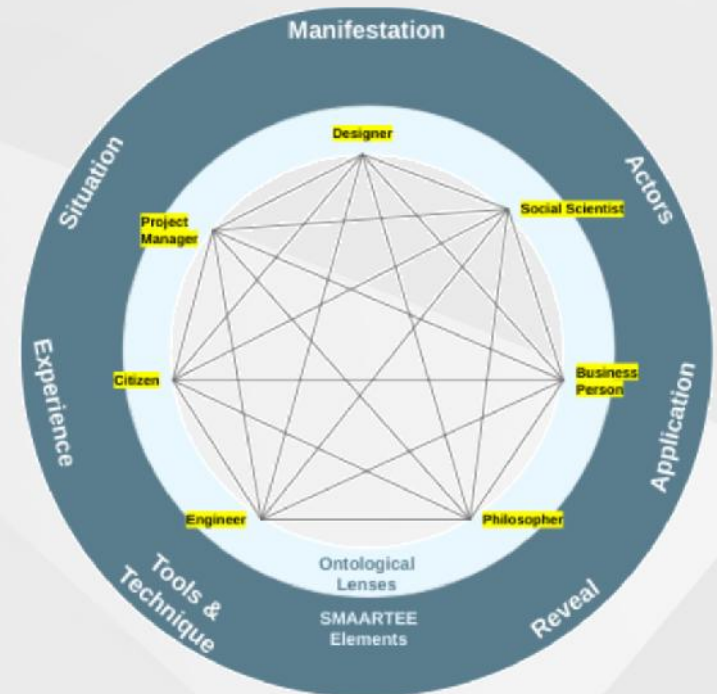 Manifestation
Designer
Situation
Actors
Project
Manager
Social Scientist
Experience
Citizen
Business
Person
Application
Engineer
Philosopher
Tools &
Technique
Ontological
Lenses
Reveal
SMAARTEE
Elements